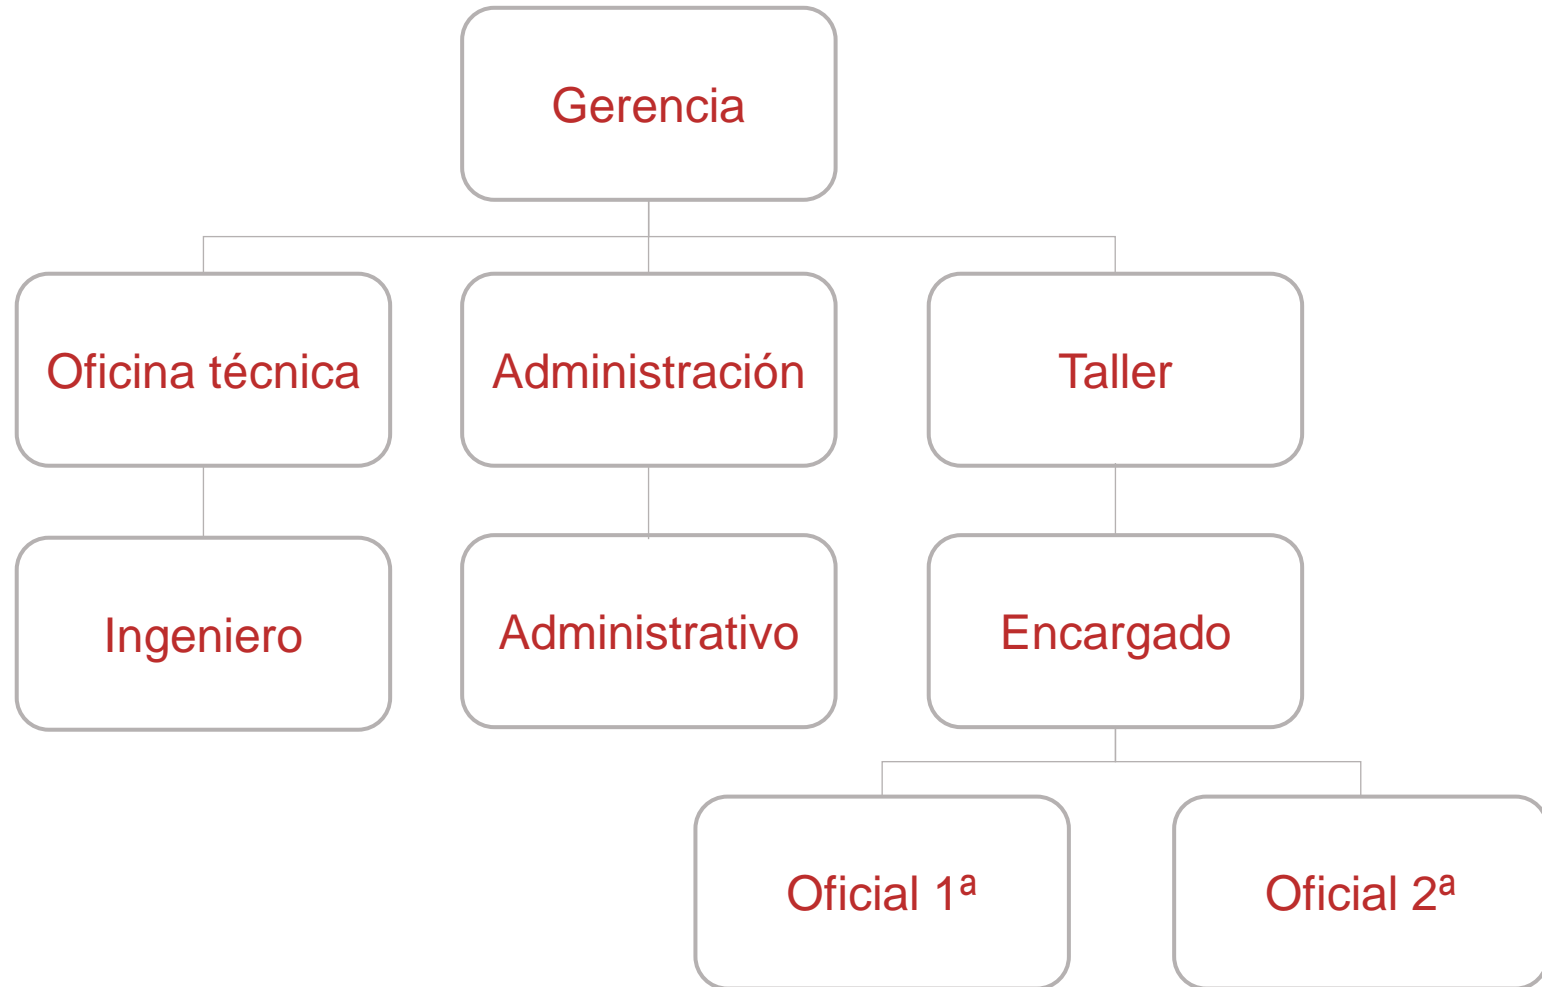 Gerencia
Oficina técnica
Administración
Taller
Ingeniero
Administrativo
Encargado
Oficial 1ª
Oficial 2ª